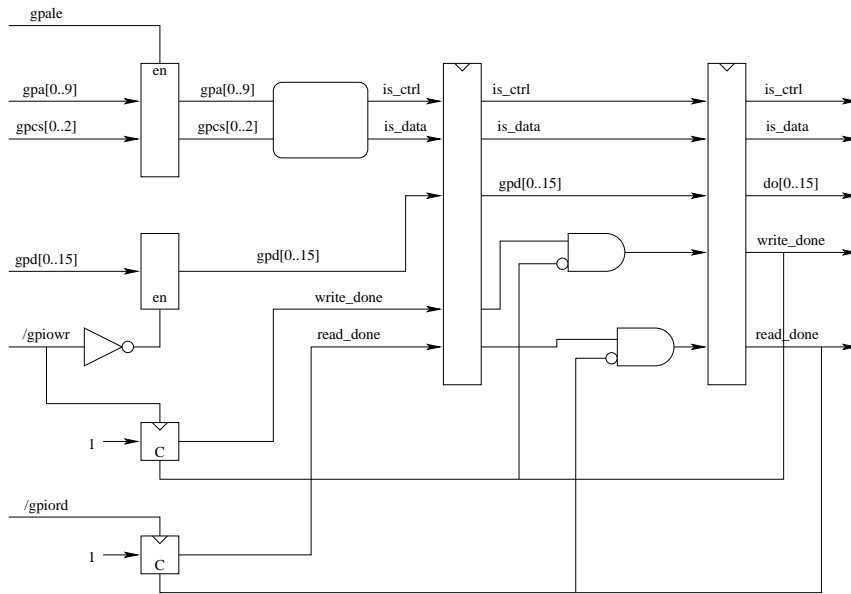 gpale
en
gpa[0..9] gpa[0..9] is_ctrl is_ctrl is_ctrl
gpcs[0..2] gpcs[0..2] is_data is_data is_data
gpd[0..15] do[0..15]
gpd[0..15] gpd[0..15] write_done
en write_done
/gpiowr read_done read_done
1 C
/gpiord
1 C